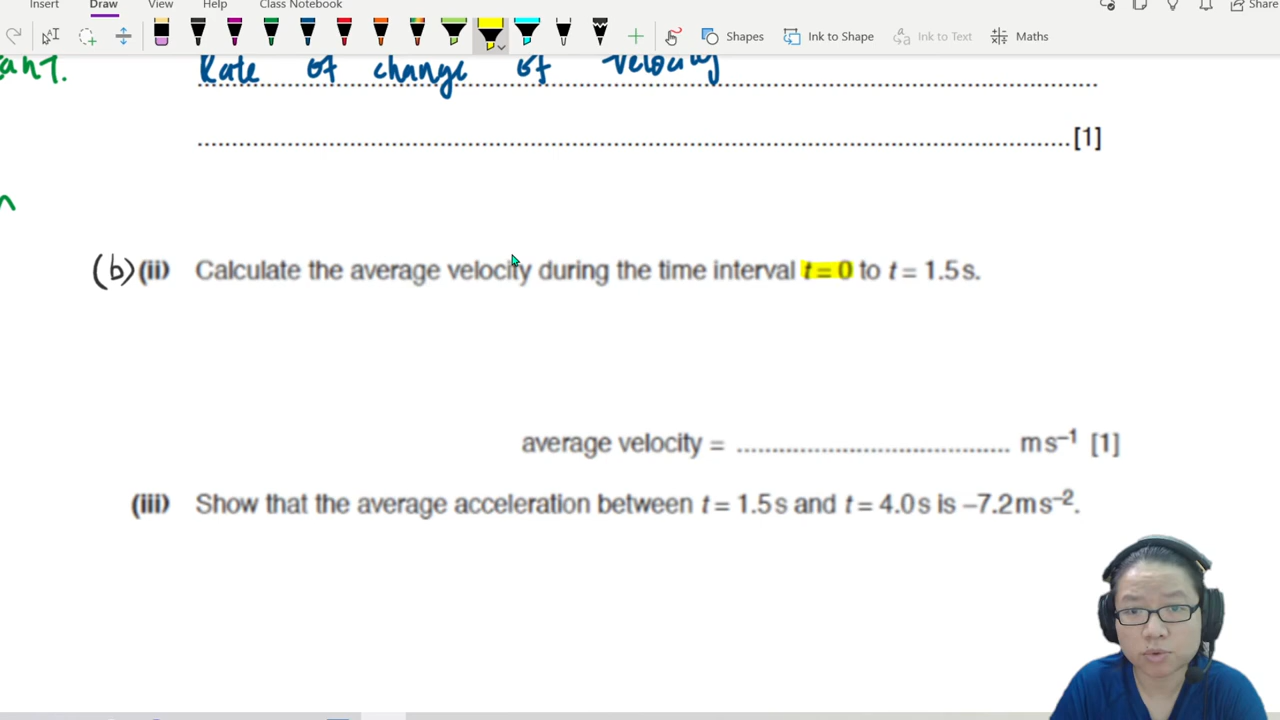 Insert Draw View Help Class Notebook Share
Shapes Ink to Shape Ink to Text Maths
Rate of change of velocity
[1]
(b)(ii) Calculate the average velocity during the time interval t = 0 to t = 1.5 s.
average velocity = ........................................ m s⁻¹ [1]
(iii) Show that the average acceleration between t = 1.5 s and t = 4.0 s is –7.2 m s⁻².